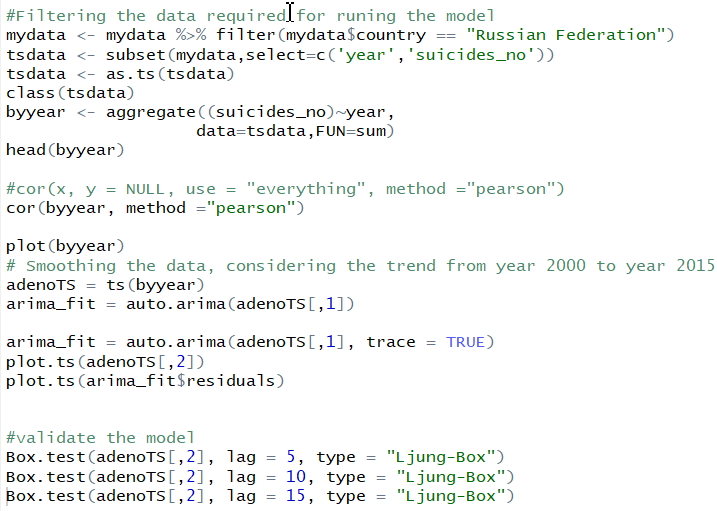 #Filtering the data required for runing the model
mydata <- mydata %>% filter(mydata$country == "Russian Federation")
tsdata <- subset(mydata,select=c('year','suicides_no'))
tsdata <- as.ts(tsdata)
class(tsdata)
byyear <- aggregate((suicides_no)~year,
                    data=tsdata,FUN=sum)
head(byyear)

#cor(x, y = NULL, use = "everything", method ="pearson")
cor(byyear, method ="pearson")

plot(byyear)
# Smoothing the data, considering the trend from year 2000 to year 2015
adenoTS = ts(byyear)
arima_fit = auto.arima(adenoTS[,1])

arima_fit = auto.arima(adenoTS[,1], trace = TRUE)
plot.ts(adenoTS[,2])
plot.ts(arima_fit$residuals)


#validate the model
Box.test(adenoTS[,2], lag = 5, type = "Ljung-Box")
Box.test(adenoTS[,2], lag = 10, type = "Ljung-Box")
Box.test(adenoTS[,2], lag = 15, type = "Ljung-Box")